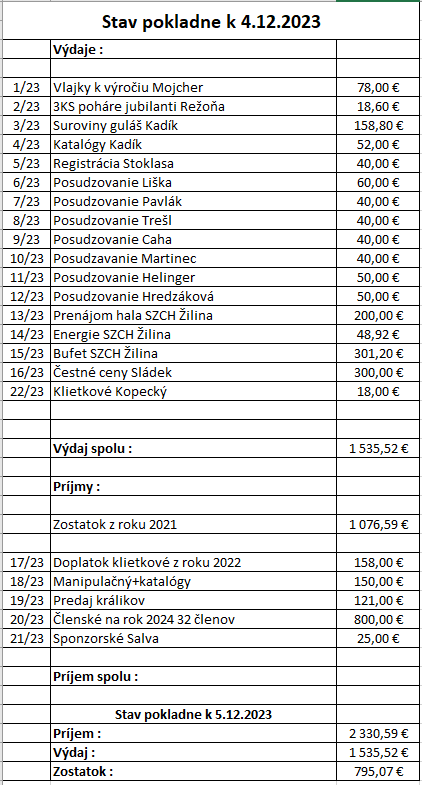 Stav pokladne k 4.12.2023
Výdaje :
1/23 Vlajky k výročiu Mojcher 78,00 €
2/23 3KS poháre jubilanti Režoňa 18,60 €
3/23 Suroviny guláš Kadík 158,80 €
4/23 Katalógy Kadík 52,00 €
5/23 Registrácia Stoklasa 40,00 €
6/23 Posudzovanie Liška 60,00 €
7/23 Posudzovanie Pavlák 40,00 €
8/23 Posudzovanie Trešl 40,00 €
9/23 Posudzovanie Caha 40,00 €
10/23 Posudzavanie Martinec 40,00 €
11/23 Posudzovanie Helinger 50,00 €
12/23 Posudzovanie Hredzáková 50,00 €
13/23 Prenájom hala SZCH Žilina 200,00 €
14/23 Energie SZCH Žilina 48,92 €
15/23 Bufet SZCH Žilina 301,20 €
16/23 Čestné ceny Sládek 300,00 €
22/23 Klietkové Kopecký 18,00 €
Výdaj spolu : 1 535,52 €
Príjmy :
Zostatok z roku 2021 1 076,59 €
17/23 Doplatok klietkové z roku 2022 158,00 €
18/23 Manipulačný+katalógy 150,00 €
19/23 Predaj králikov 121,00 €
20/23 Členské na rok 2024 32 členov 800,00 €
21/23 Sponzorské Salva 25,00 €
Príjem spolu :
Stav pokladne k 5.12.2023
Príjem : 2 330,59 €
Výdaj : 1 535,52 €
Zostatok : 795,07 €